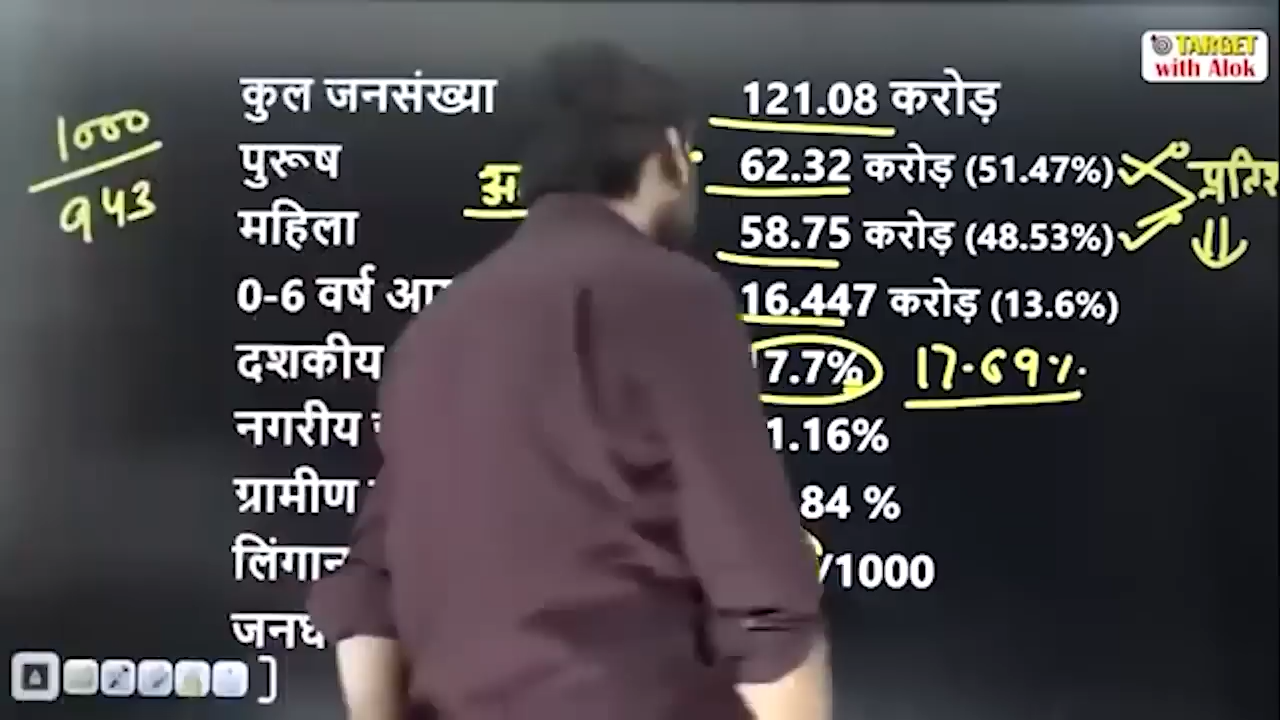 TARGET
with Alok
1000
943
कुल जनसंख्या 121.08 करोड़
पुरूष 62.32 करोड़ (51.47%)
महिला 58.75 करोड़ (48.53%)
0-6 वर्ष 16.447 करोड़ (13.6%)
दशकीय 7.7% 17.69%
नगरीय 1.16%
ग्रामीण 84 %
/1000